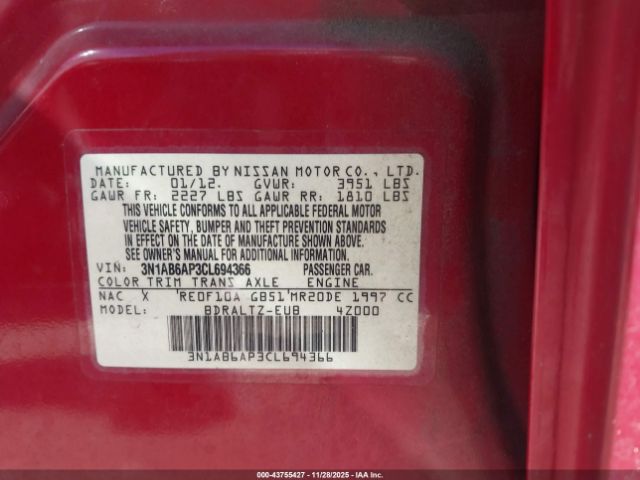 MANUFACTURED BY NISSAN MOTOR CO., LTD.
DATE: 01/12. GVWR: 3951 LBS
GAWR FR: 2227 LBS GAWR RR: 1810 LBS
THIS VEHICLE CONFORMS TO ALL APPLICABLE FEDERAL MOTOR
VEHICLE SAFETY, BUMPER AND THEFT PREVENTION STANDARDS
IN EFFECT ON THE DATE OF MANUFACTURE SHOWN ABOVE.
SEE OWNER'S MANUAL FOR ADDITIONAL INFORMATION.
VIN: 3N1AB6AP3CL694366 PASSENGER CAR.
COLOR TRIM TRANS AXLE ENGINE
NAC X 'RE0F10A GB51'MR20DE 1997 CC
MODEL: BDRALTZ-EUB 4Z000
3N1AB6AP3CL694366
000-43755427 - 11/28/2025 - IAAI.COM